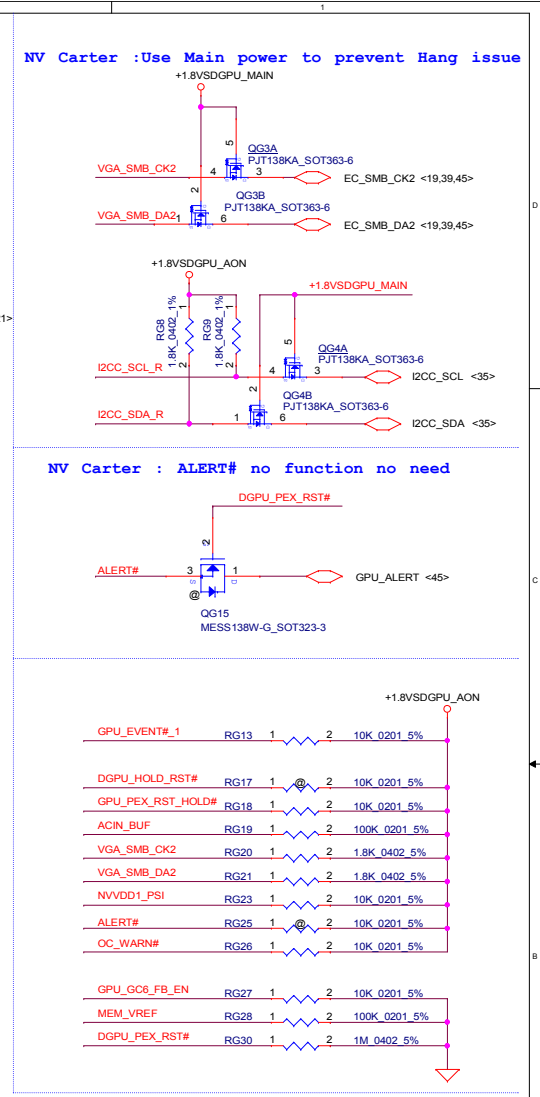 1
NV Carter :Use Main power to prevent Hang issue
+1.8VSDGPU_MAIN
5
QG3A
PJT138KA_SOT363-6
VGA_SMB_CK2
4
3
EC_SMB_CK2 <19,39,45>
2
QG3B
PJT138KA_SOT363-6
VGA_SMB_DA2
1
6
EC_SMB_DA2 <19,39,45>
D
+1.8VSDGPU_AON
+1.8VSDGPU_MAIN
1>
RG8
1.8K_0402_1%
1
2
RG9
1.8K_0402_1%
1
2
5
QG4A
PJT138KA_SOT363-6
I2CC_SCL_R
4
3
I2CC_SCL <35>
2
QG4B
PJT138KA_SOT363-6
I2CC_SDA_R
1
6
I2CC_SDA <35>
NV Carter : ALERT# no function no need
DGPU_PEX_RST#
2
G
ALERT#
3
1
S
D
GPU_ALERT <45>
C
@
QG15
MESS138W-G_SOT323-3
+1.8VSDGPU_AON
GPU_EVENT#_1 RG13 1 2 10K_0201_5%
DGPU_HOLD_RST# RG17 1 @ 2 10K_0201_5%
GPU_PEX_RST_HOLD# RG18 1 2 10K_0201_5%
ACIN_BUF RG19 1 2 100K_0201_5%
VGA_SMB_CK2 RG20 1 2 1.8K_0402_5%
VGA_SMB_DA2 RG21 1 2 1.8K_0402_5%
NVVDD1_PSI RG23 1 2 10K_0201_5%
ALERT# RG25 1 @ 2 10K_0201_5%
OC_WARN# RG26 1 2 10K_0201_5%
B
GPU_GC6_FB_EN RG27 1 2 10K_0201_5%
MEM_VREF RG28 1 2 100K_0201_5%
DGPU_PEX_RST# RG30 1 2 1M_0402_5%